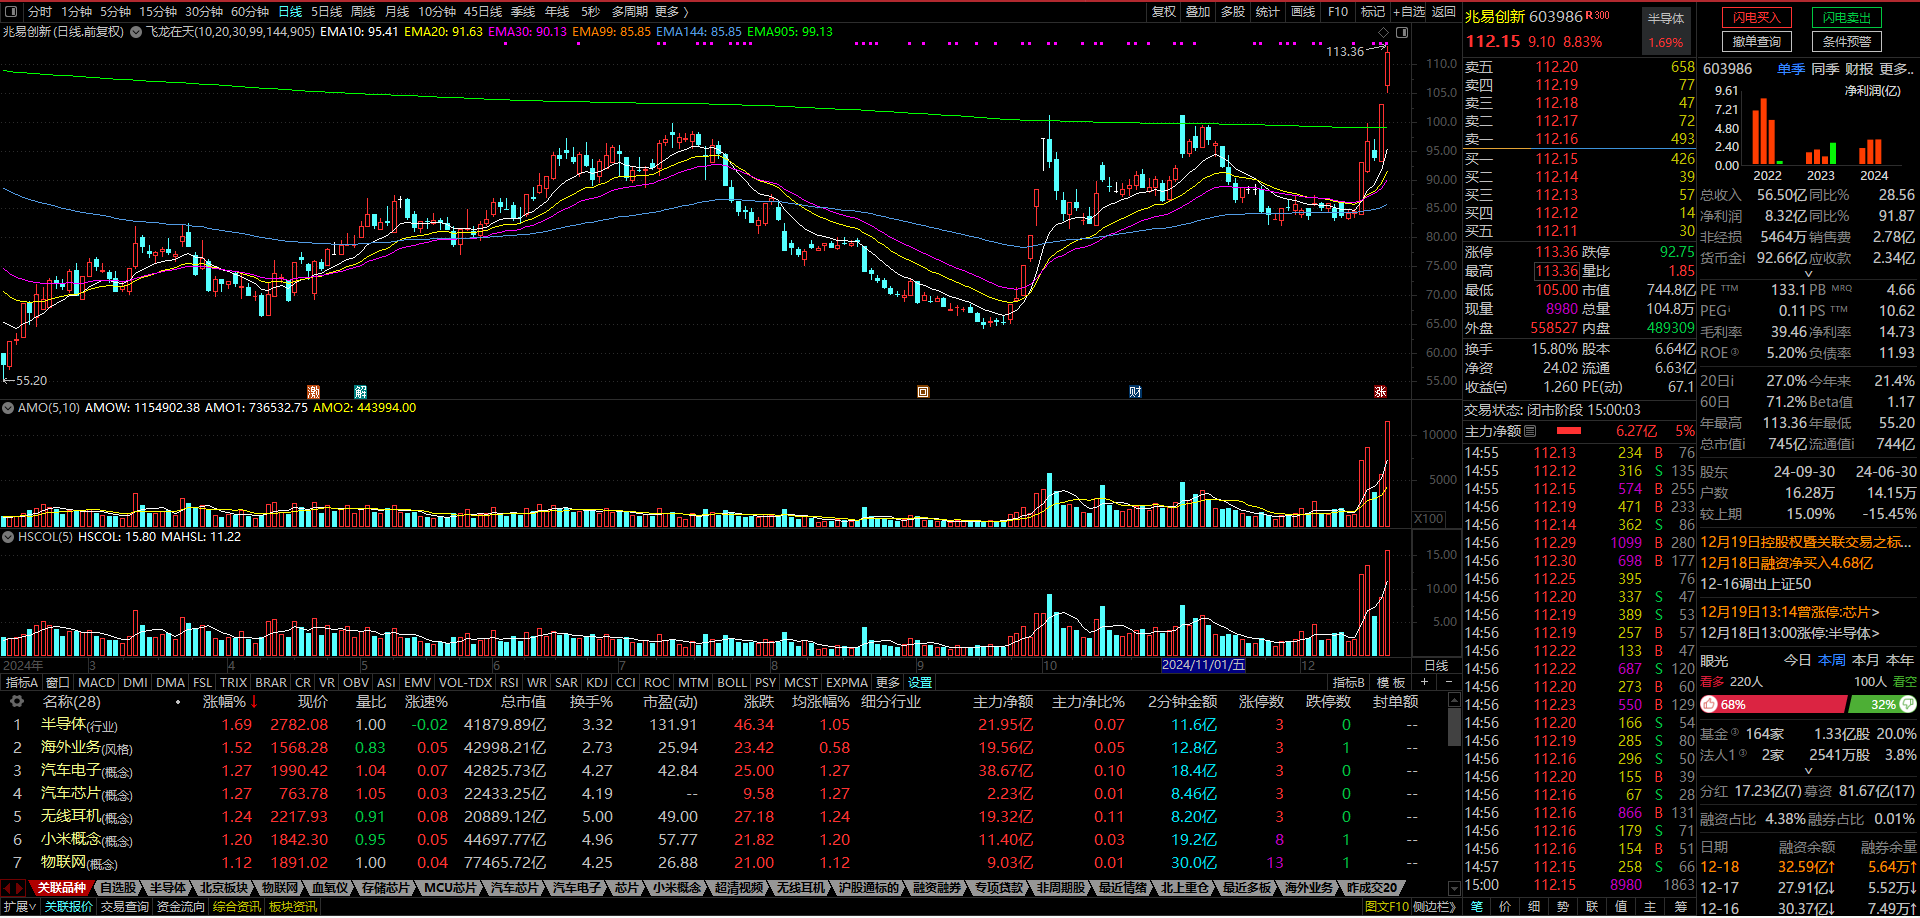 分时 1分钟 5分钟 15分钟 30分钟 60分钟 日线 5日线 周线 月线 10分钟 45日线 季线 年线 5秒 多周期 更多 〉 复权 叠加 多股 统计 画线 F10 标记 +自选 返回
兆易创新(日线,前复权) 飞龙在天(10,20,30,99,144,905) EMA10: 95.41 EMA20: 91.63 EMA30: 90.13 EMA99: 85.85 EMA144: 85.85 EMA905: 99.13
113.36
110.0
105.0
100.0
95.00
90.00
85.00
80.00
75.00
70.00
65.00
60.00
55.00
←55.20
激 解 回 财 涨
AMO(5,10) AMOW: 1154902.38 AMO1: 736532.75 AMO2: 443994.00
10000
5000
X100
HSCOL(5) HSCOL: 15.80 MAHSL: 11.22
15.00
10.00
5.00
2024年 3 4 5 6 7 8 9 10 2024/11/01/五 12 日线
指标A 窗口 MACD DMI DMA FSL TRIX BRAR CR VR OBV ASI EMV VOL-TDX RSI WR SAR KDJ CCI ROC MTM BOLL PSY MCST EXPMA 更多 设置 指标B 模板 + −
名称(28) 涨幅%↓ 现价 量比 涨速% 总市值 换手% 市盈(动) 涨跌 均涨幅% 细分行业 主力净额 主力净比% 2分钟金额 涨停数 跌停数 封单额
1 半导体(行业) 1.69 2782.08 1.00 -0.02 41879.89亿 3.32 131.91 46.34 1.05 21.95亿 0.07 11.6亿 3 0 --
2 海外业务(风格) 1.52 1568.28 0.83 0.05 42998.21亿 2.73 25.94 23.42 0.58 19.56亿 0.05 12.8亿 3 1 --
3 汽车电子(概念) 1.27 1990.42 1.04 0.07 42825.73亿 4.27 42.84 25.00 1.27 38.67亿 0.10 18.4亿 3 0 --
4 汽车芯片(概念) 1.27 763.78 1.05 0.03 22433.25亿 4.19 -- 9.58 1.27 2.23亿 0.01 8.46亿 3 0 --
5 无线耳机(概念) 1.24 2217.93 0.91 0.08 20889.12亿 5.00 49.00 27.18 1.24 19.32亿 0.11 8.20亿 3 0 --
6 小米概念(概念) 1.20 1842.30 0.95 0.05 44697.77亿 4.96 57.77 21.82 1.20 11.40亿 0.03 19.2亿 8 1 --
7 物联网(概念) 1.12 1891.02 1.00 0.04 77465.72亿 4.25 26.88 21.00 1.12 9.03亿 0.01 30.0亿 13 1 --
关联品种 自选股 半导体 北京板块 物联网 血氧仪 存储芯片 MCU芯片 汽车芯片 汽车电子 芯片 小米概念 超清视频 无线耳机 沪股通标的 融资融券 专项贷款 非周期股 最近情绪 北上重仓 最近多板 海外业务 昨成交20
扩展∨ 关联报价 交易查询 资金流向 综合资讯 板块资讯 图文F10 侧边栏》
兆易创新 603986 R300 半导体
112.15 9.10 8.83% 1.69%
卖五 112.20 658
卖四 112.19 77
卖三 112.18 47
卖二 112.17 72
卖一 112.16 493
买一 112.15 426
买二 112.14 39
买三 112.13 57
买四 112.12 14
买五 112.11 30
涨停 113.36 跌停 92.75
最高 113.36 量比 1.85
最低 105.00 市值 744.8亿
现量 8980 总量 104.8万
外盘 558527 内盘 489309
换手 15.80% 股本 6.64亿
净资 24.02 流通 6.63亿
收益㈢ 1.260 PE(动) 67.1
交易状态: 闭市阶段 15:00:03
主力净额 6.27亿 5%
14:55 112.13 234 B 76
14:55 112.12 316 S 135
14:55 112.15 574 B 255
14:56 112.19 471 B 233
14:56 112.14 362 S 86
14:56 112.29 1099 B 280
14:56 112.30 698 B 177
14:56 112.25 395 76
14:56 112.20 337 S 47
14:56 112.19 389 S 53
14:56 112.19 257 B 57
14:56 112.22 133 B 47
14:56 112.22 687 S 120
14:56 112.20 273 B 60
14:56 112.23 550 B 129
14:56 112.20 166 S 54
14:56 112.19 285 S 80
14:56 112.16 296 S 50
14:56 112.20 155 B 39
14:56 112.16 67 S 28
14:56 112.16 866 B 131
14:56 112.16 179 S 71
14:56 112.16 154 B 51
14:57 112.15 258 S 66
15:00 112.15 8980 1863
笔 价 细 势 联 值 主 筹
闪电买入 闪电卖出
撤单查询 条件预警
603986 单季 同季 财报 更多..
净利润(亿)
9.61
7.21
4.80
2.40
0.00
2022 2023 2024
总收入 56.50亿 同比% 28.56
净利润 8.32亿 同比% 91.87
非经损 5464万 销售费 2.78亿
货币金i 92.66亿 应收款 2.34亿
PE TTM 133.1 PB MRQ 4.66
PEG i 0.11 PS TTM 10.62
毛利率 39.46 净利率 14.73
ROE③ 5.20% 负债率 11.93
20日i 27.0% 今年来 21.4%
60日 71.2% Beta值 1.17
年最高 113.36 年最低 55.20
总市值i 745亿 流通值i 744亿
股东 24-09-30 24-06-30
户数 16.28万 14.15万
较上期 15.09% -15.45%
12月19日控股权暨关联交易之标...
12月18日融资净买入4.68亿
12-16调出上证50
12月19日13:14曾涨停:芯片>
12月18日13:00涨停:半导体>
眼光 今日 本周 本月 本年
看多 220人 100人 看空
68% 32%
基金③ 164家 1.33亿股 20.0%
法人1③ 2家 2541万股 3.8%
分红 17.23亿(7) 募资 81.67亿(17)
融资占比 4.38% 融券占比 0.01%
日期 融资余额 融券余量
12-18 32.59亿↑ 5.64万↑
12-17 27.91亿↓ 5.52万↓
12-16 30.37亿↓ 7.49万↑